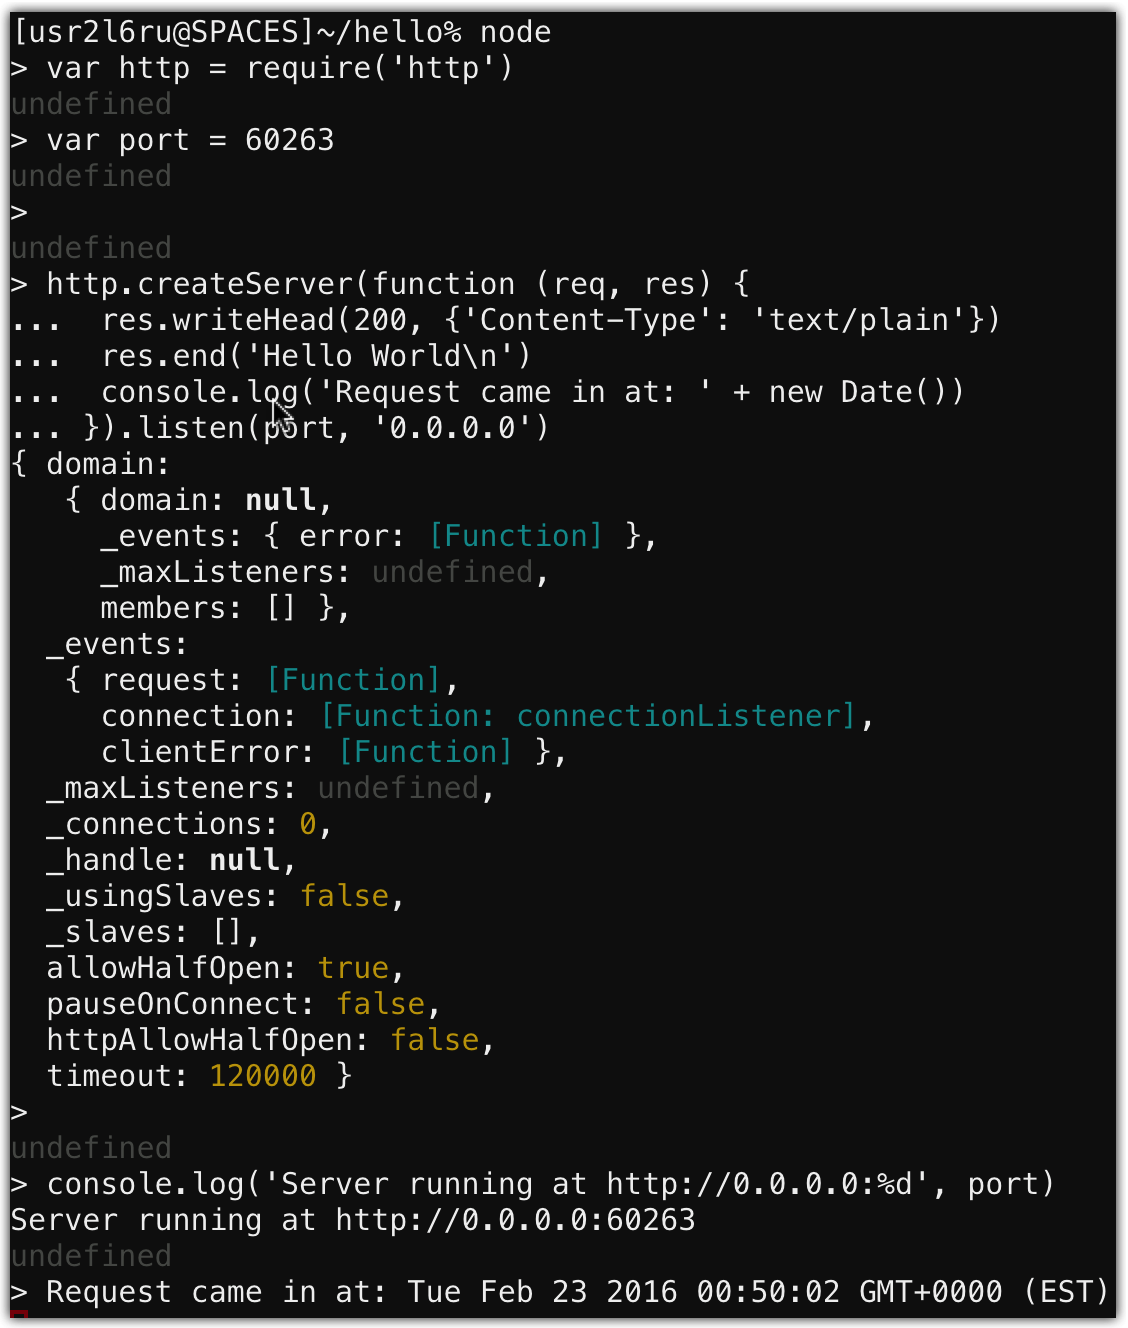 [usr2l6ru@SPACES]~/hello% node
> var http = require('http')
undefined
> var port = 60263
undefined
>
undefined
> http.createServer(function (req, res) {
...  res.writeHead(200, {'Content-Type': 'text/plain'})
...  res.end('Hello World\n')
...  console.log('Request came in at: ' + new Date())
... }).listen(port, '0.0.0.0')
{ domain:
   { domain: null,
     _events: { error: [Function] },
     _maxListeners: undefined,
     members: [] },
  _events:
   { request: [Function],
     connection: [Function: connectionListener],
     clientError: [Function] },
  _maxListeners: undefined,
  _connections: 0,
  _handle: null,
  _usingSlaves: false,
  _slaves: [],
  allowHalfOpen: true,
  pauseOnConnect: false,
  httpAllowHalfOpen: false,
  timeout: 120000 }
>
undefined
> console.log('Server running at http://0.0.0.0:%d', port)
Server running at http://0.0.0.0:60263
undefined
> Request came in at: Tue Feb 23 2016 00:50:02 GMT+0000 (EST)